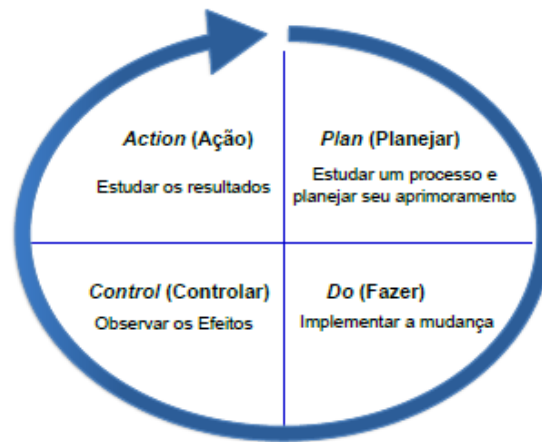 Action (Ação)
Estudar os resultados
Plan (Planejar)
Estudar um processo e
planejar seu aprimoramento
Control (Controlar)
Observar os Efeitos
Do (Fazer)
Implementar a mudança